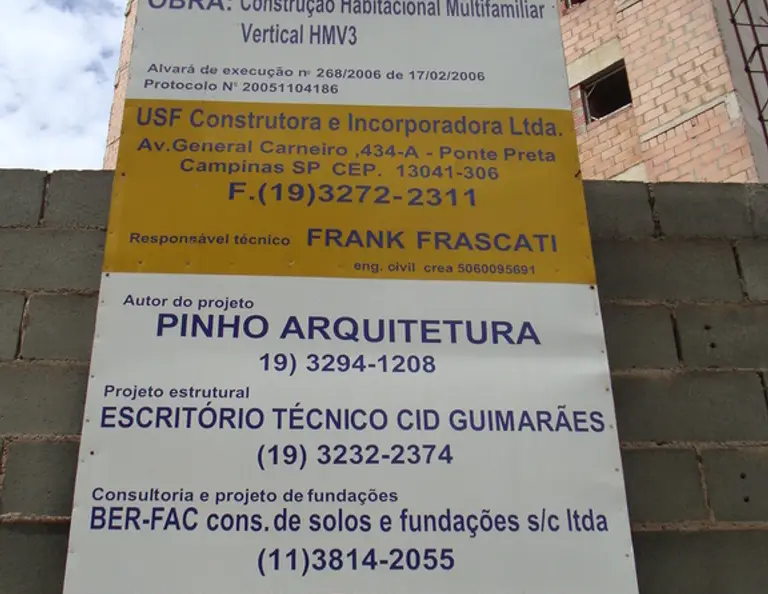 OBRA: Construção Habitacional Multifamiliar
Vertical HMV3
Alvará de execução nº 268/2006 de 17/02/2006
Protocolo Nº 20051104186
USF Construtora e Incorporadora Ltda.
Av.General Carneiro ,434-A - Ponte Preta
Campinas SP CEP. 13041-306
F.(19)3272-2311
Responsável técnico FRANK FRASCATI
eng. civil crea 5060095691
Autor do projeto
PINHO ARQUITETURA
19) 3294-1208
Projeto estrutural
ESCRITÓRIO TÉCNICO CID GUIMARÃES
(19) 3232-2374
Consultoria e projeto de fundações
BER-FAC cons. de solos e fundações s/c ltda
(11)3814-2055